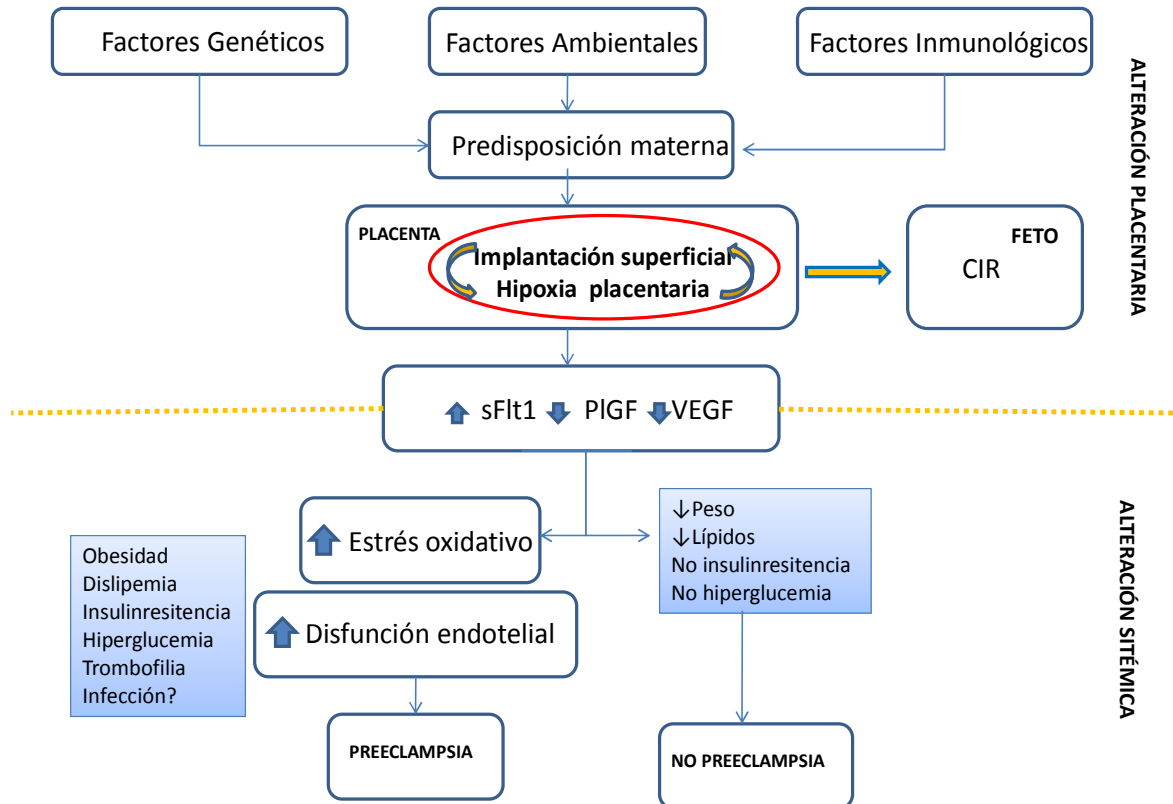 Factores Genéticos
Factores Ambientales
Factores Inmunológicos
Predisposición materna
ALTERACIÓN PLACENTARIA
PLACENTA
Implantación superficial
Hipoxia placentaria
FETO
CIR
sFlt1 PlGF VEGF
Estrés oxidativo
Disfunción endotelial
Obesidad
Dislipemia
Insulinresitencia
Hiperglucemia
Trombofilia
Infección?
↓Peso
↓Lípidos
No insulinresitencia
No hiperglucemia
ALTERACIÓN SITÉMICA
PREECLAMPSIA
NO PREECLAMPSIA